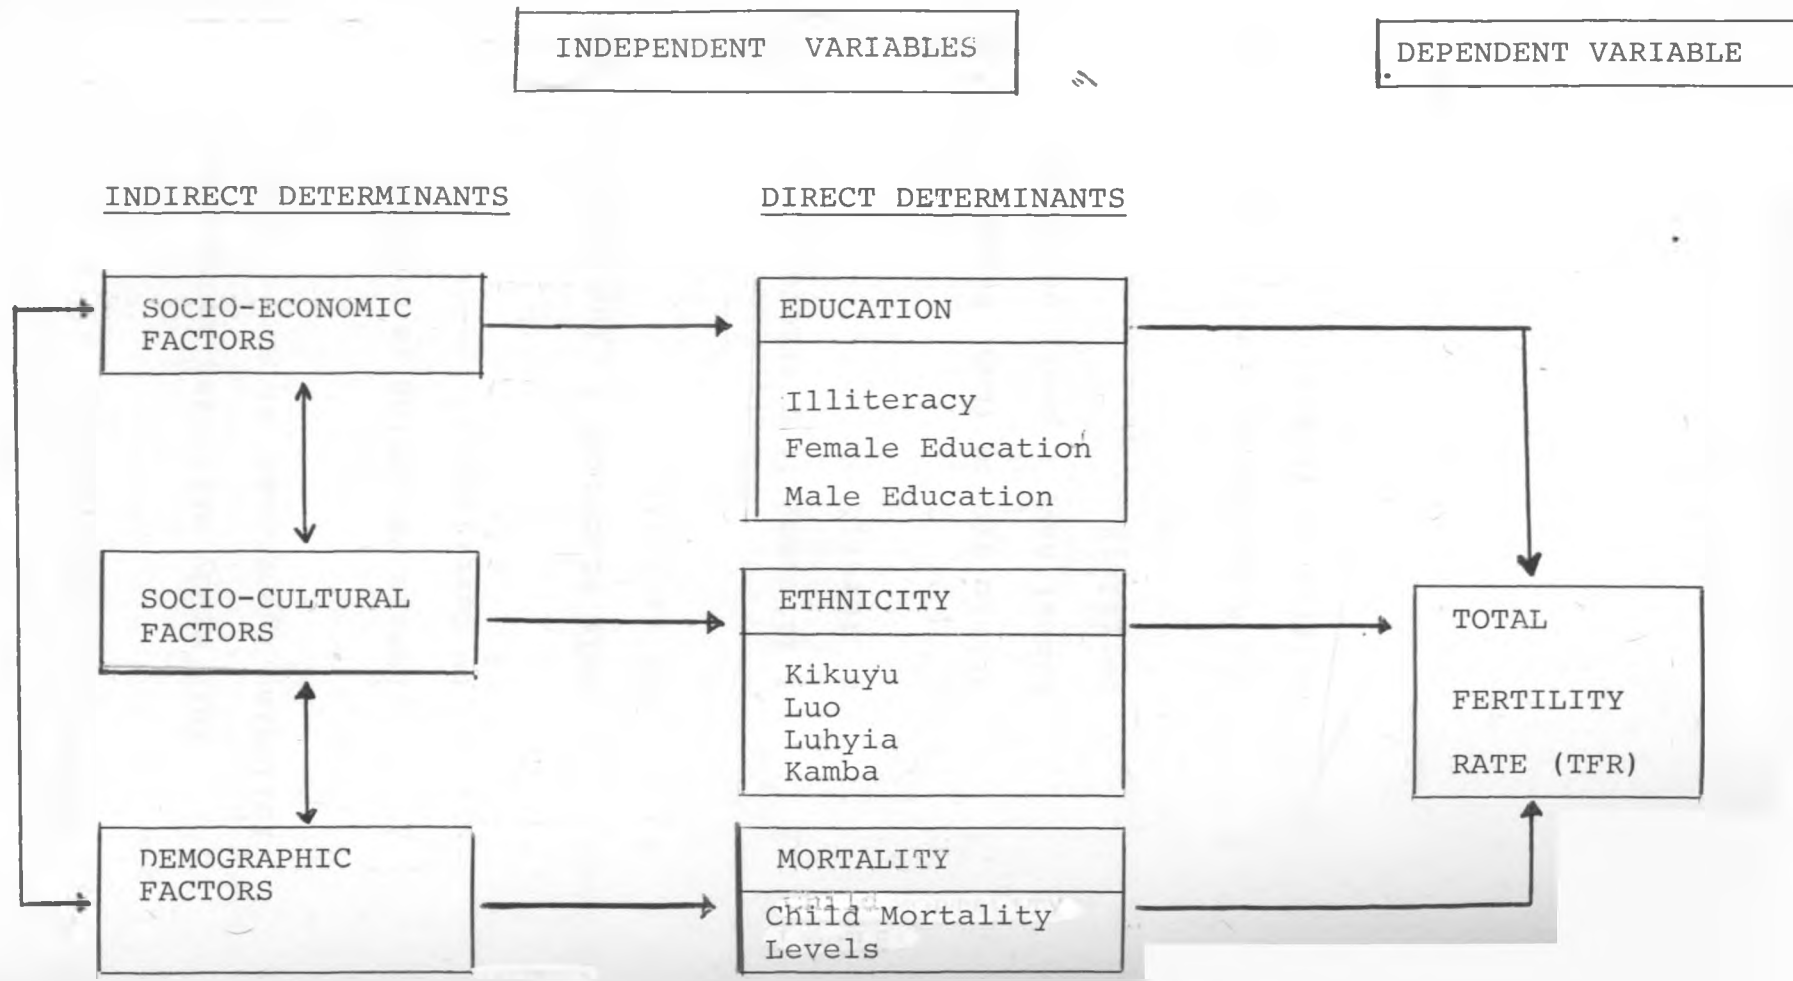 INDEPENDENT VARIABLES
DEPENDENT VARIABLE
INDIRECT DETERMINANTS
DIRECT DETERMINANTS
SOCIO-ECONOMIC
FACTORS
EDUCATION
Illiteracy
Female Education
Male Education
SOCIO-CULTURAL
FACTORS
ETHNICITY
Kikuyu
Luo
Luhyia
Kamba
TOTAL
FERTILITY
RATE (TFR)
DEMOGRAPHIC
FACTORS
MORTALITY
Child Mortality
Levels